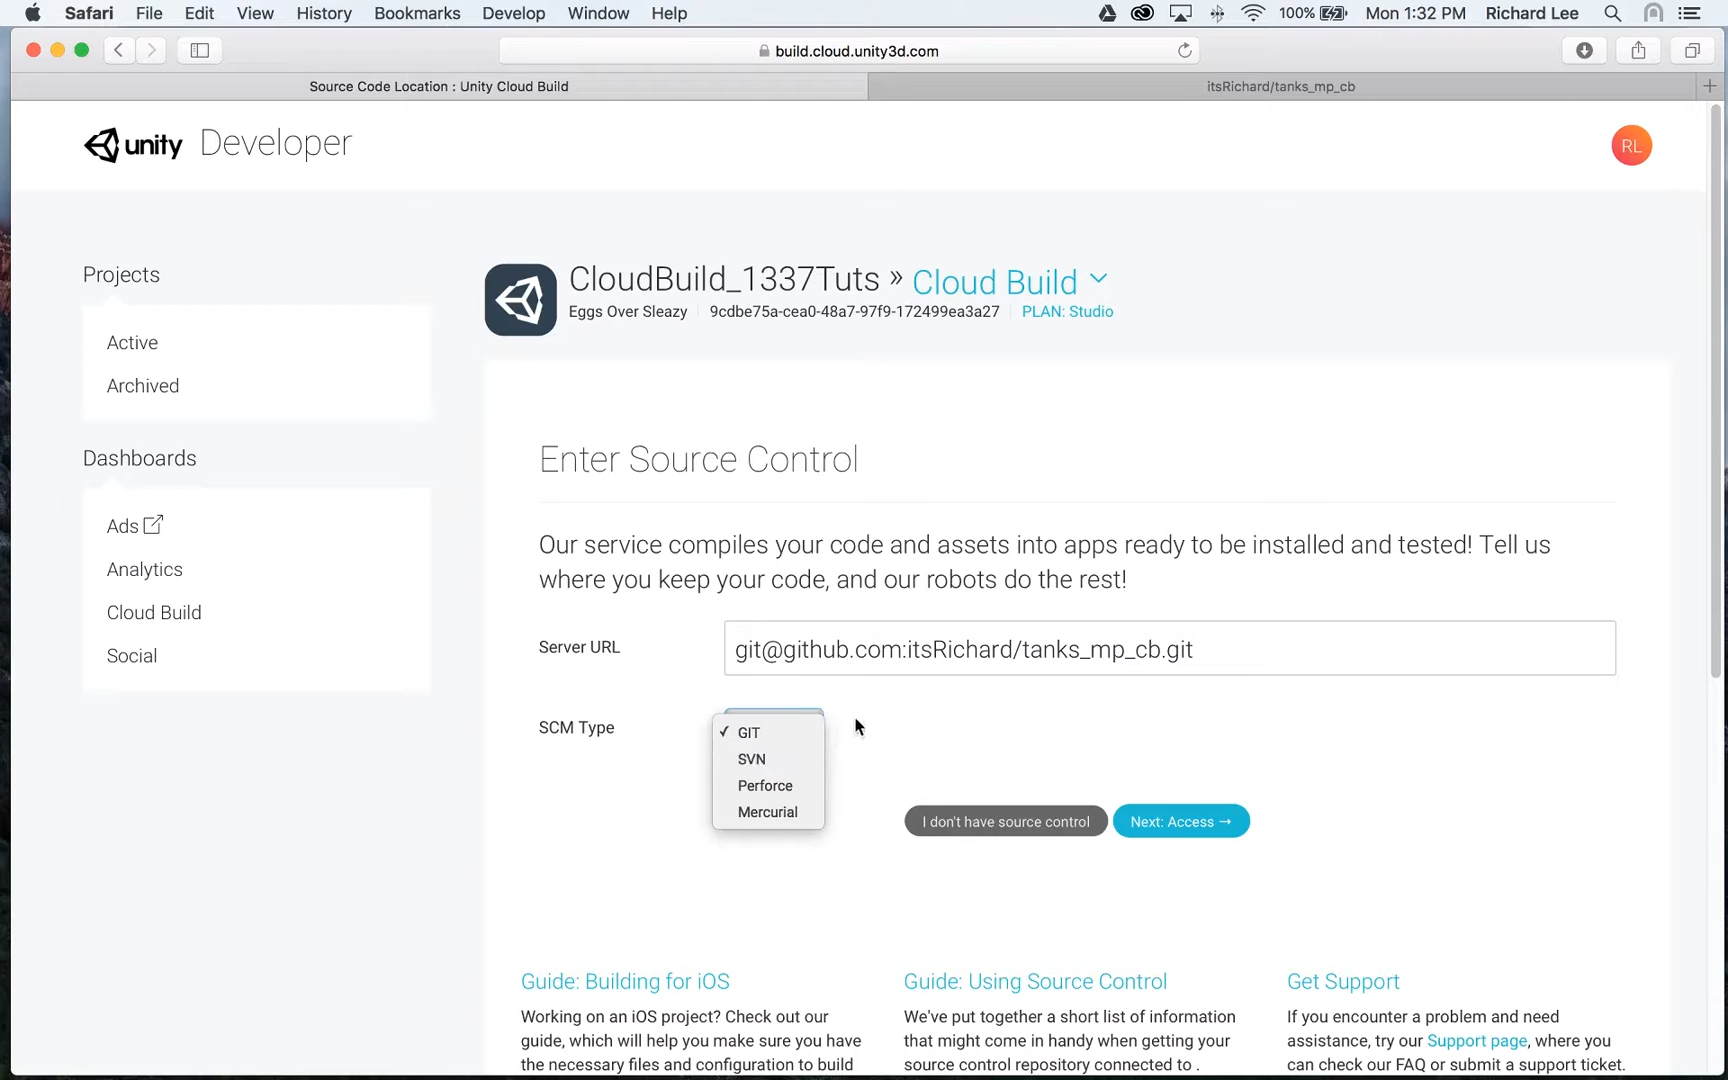 Safari File Edit View History Bookmarks Develop Window Help 100% Mon 1:32 PM Richard Lee
build.cloud.unity3d.com
Source Code Location : Unity Cloud Build
itsRichard/tanks_mp_cb
unity Developer
RL
Projects
Active
Archived
Dashboards
Ads
Analytics
Cloud Build
Social
CloudBuild_1337Tuts » Cloud Build
Eggs Over Sleazy 9cdbe75a-cea0-48a7-97f9-172499ea3a27 PLAN: Studio
Enter Source Control
Our service compiles your code and assets into apps ready to be installed and tested! Tell us
where you keep your code, and our robots do the rest!
Server URL git@github.com:itsRichard/tanks_mp_cb.git
SCM Type
✓ GIT
SVN
Perforce
Mercurial
I don't have source control
Next: Access →
Guide: Building for iOS
Working on an iOS project? Check out our
guide, which will help you make sure you have
the necessary files and configuration to build
Guide: Using Source Control
We've put together a short list of information
that might come in handy when getting your
source control repository connected to .
Get Support
If you encounter a problem and need
assistance, try our Support page, where you
can check our FAQ or submit a support ticket.